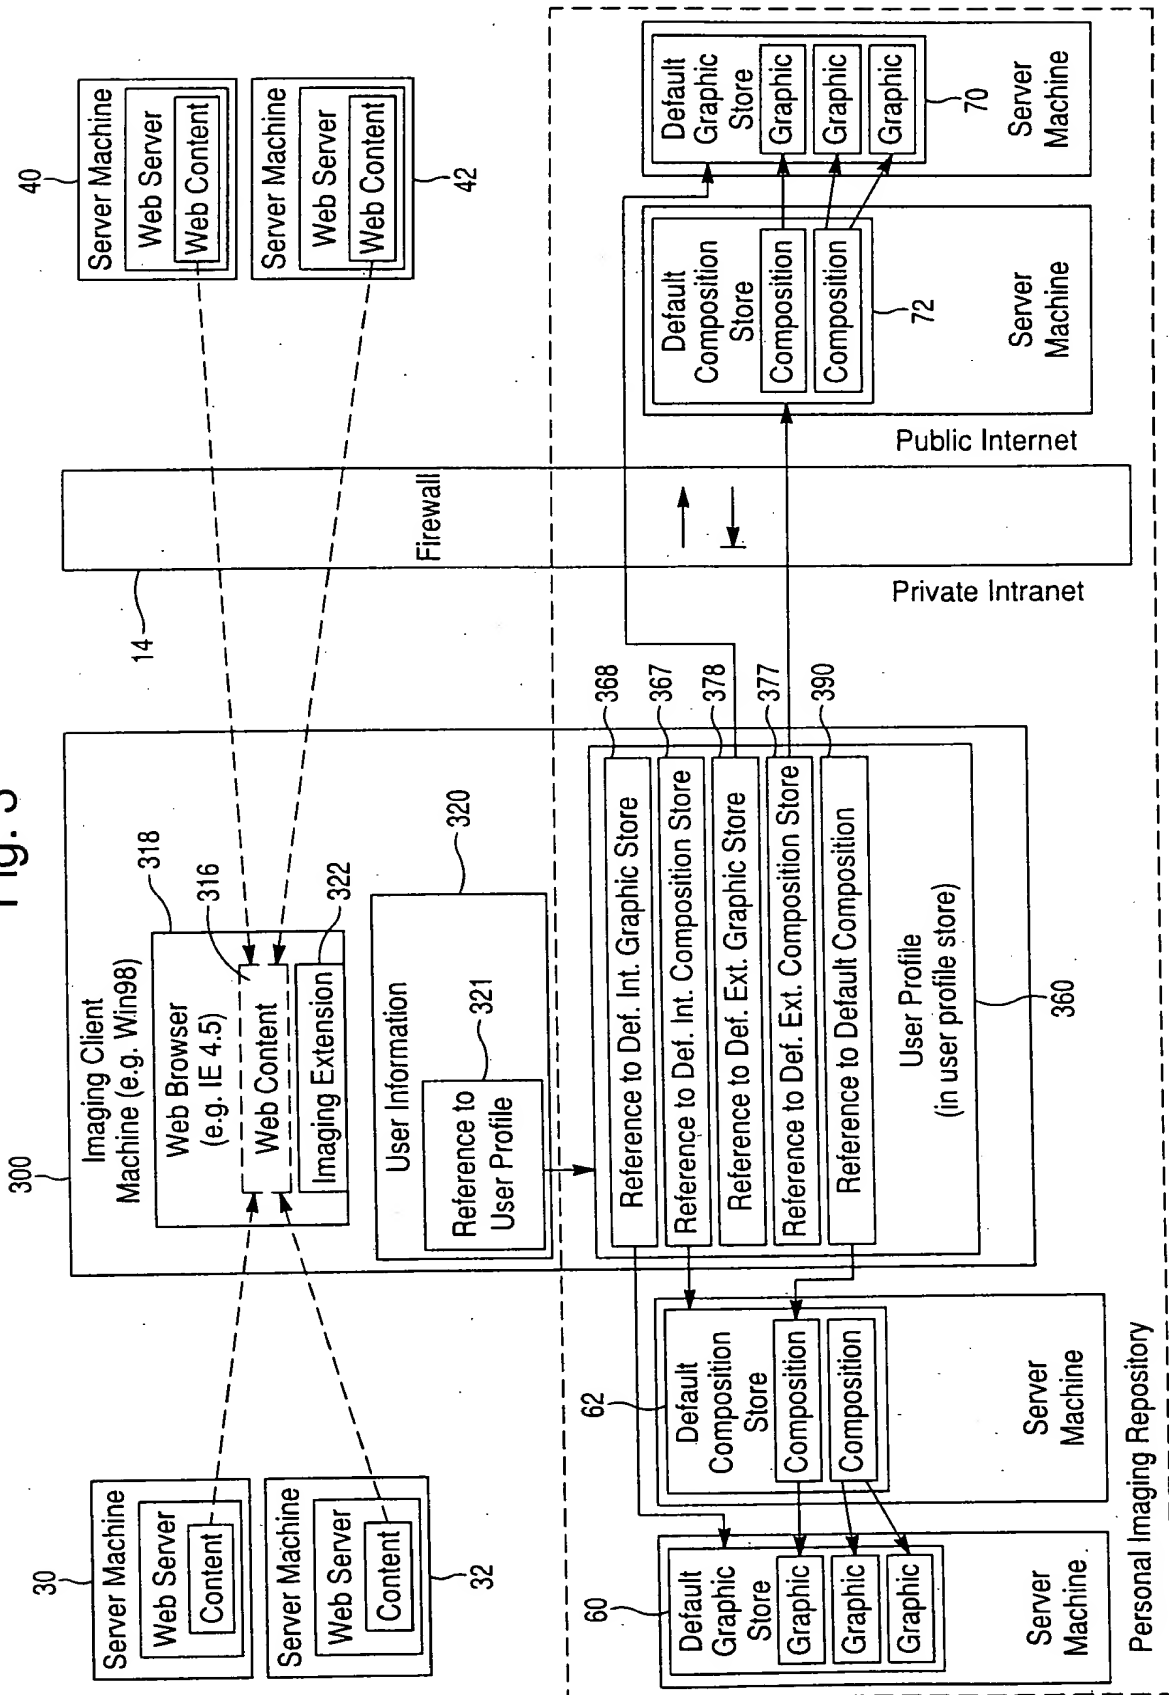 Fig. 3
300
Imaging Client
Machine (e.g. Win98)
318
Web Browser
(e.g. IE 4.5)
316
Web Content
322
Imaging Extension
320
User Information
321
Reference to
User Profile
30
Server Machine
Web Server
Content
Server Machine
Web Server
Content
32
14
Firewall
40
Server Machine
Web Server
Web Content
Server Machine
Web Server
Web Content
42
368
Reference to Def. Int. Graphic Store
367
Reference to Def. Int. Composition Store
378
Reference to Def. Ext. Graphic Store
377
Reference to Def. Ext. Composition Store
390
Reference to Default Composition
User Profile
(in user profile store)
360
60
Default
Graphic
Store
Graphic
Graphic
Graphic
Server
Machine
62
Default
Composition
Store
Composition
Composition
Server
Machine
Private Intranet
Public Internet
Default
Composition
Store
Composition
Composition
72
Server
Machine
Default
Graphic
Store
Graphic
Graphic
Graphic
70
Server
Machine
Personal Imaging Repository